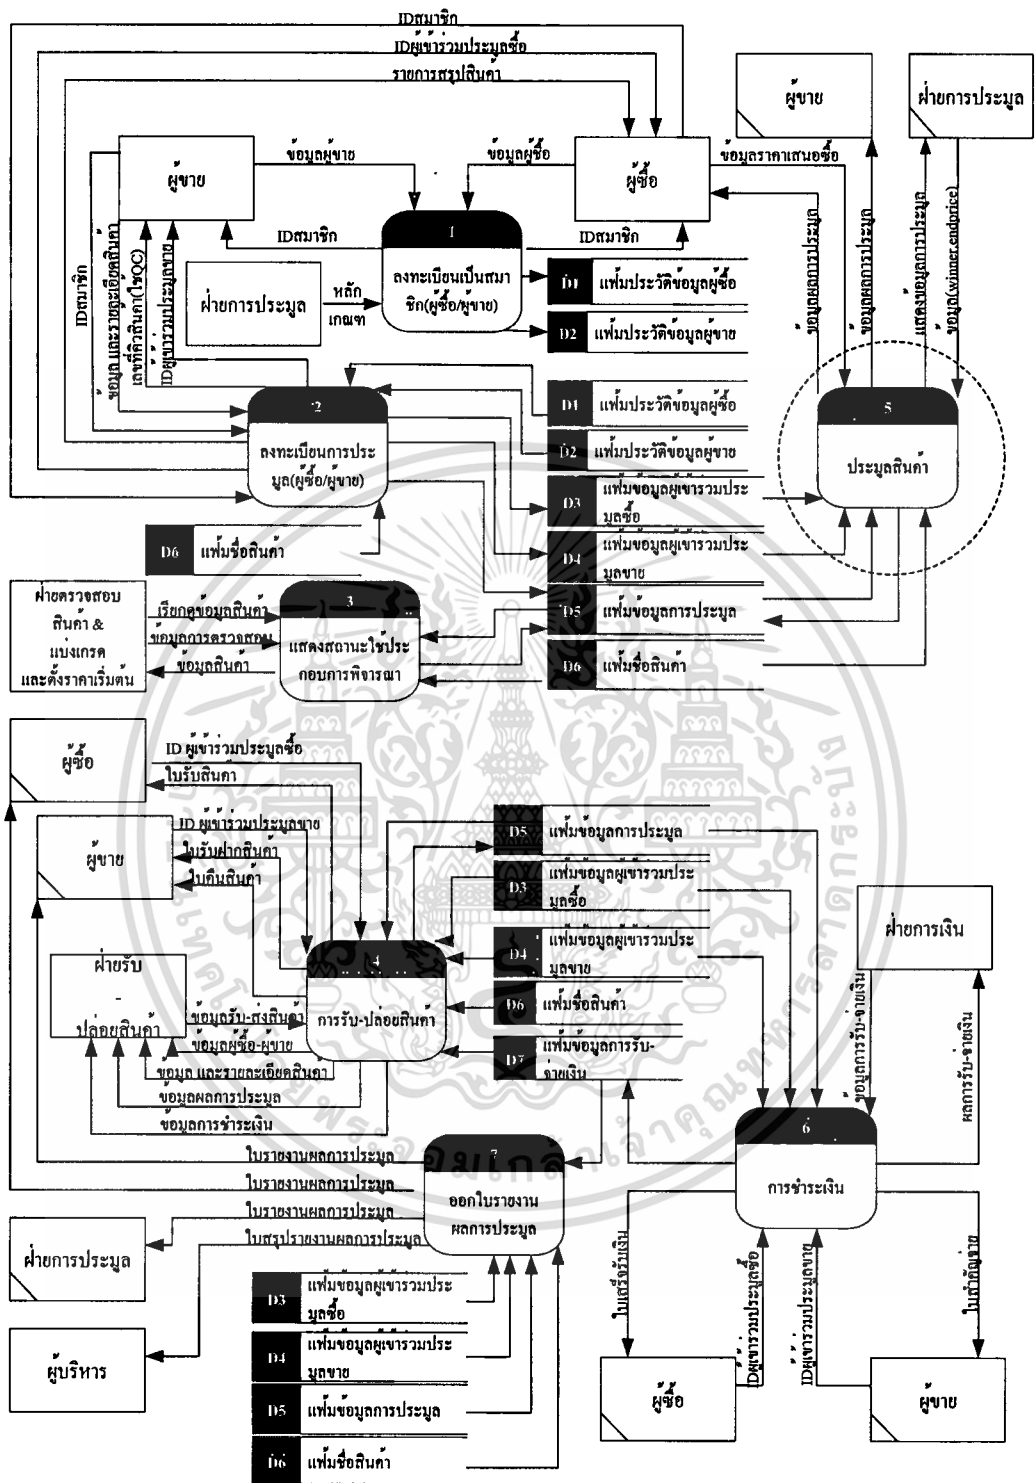 IDสมาชิก
IDผู้เข้าร่วมประมูลซื้อ
รายการสรุปสินค้า
ผู้ขาย
ฝ่ายการประมูล
ผู้ขาย
ข้อมูลผู้ขาย
ข้อมูลผู้ซื้อ
ผู้ซื้อ
ข้อมูลราคาเสนอซื้อ
IDสมาชิก
ข้อมูล และรายละเอียดสินค้า
เลขที่คิวสินค้า(ใช้QC)
IDผู้เข้าร่วมประมูลขาย
IDสมาชิก
1
ลงทะเบียนเป็นสมา
ชิก(ผู้ซื้อ/ผู้ขาย)
IDสมาชิก
ฝ่ายการประมูล
หลัก
เกณฑ์
D1 แฟ้มประวัติข้อมูลผู้ซื้อ
D2 แฟ้มประวัติข้อมูลผู้ขาย
ข้อมูลผลการประมูล
ข้อมูลผลการประมูล
แสดงข้อมูลการประมูล
ข้อมูล(winner,endprice)
2
ลงทะเบียนการประ
มูล(ผู้ซื้อ/ผู้ขาย)
D1 แฟ้มประวัติข้อมูลผู้ซื้อ
D2 แฟ้มประวัติข้อมูลผู้ขาย
D3 แฟ้มข้อมูลผู้เข้าร่วมประ
มูลซื้อ
D4 แฟ้มข้อมูลผู้เข้าร่วมประ
มูลขาย
D5 แฟ้มข้อมูลการประมูล
D6 แฟ้มชื่อสินค้า
5
ประมูลสินค้า
D6 แฟ้มชื่อสินค้า
ฝ่ายตรวจสอบ
สินค้า &
แบ่งเกรด
และตั้งราคาเริ่มต้น
เรียกดูข้อมูลสินค้า
ข้อมูลการตรวจสอบ
ข้อมูลสินค้า
3
แสดงสถานะใช้ประ
กอบการพิจารณา
ผู้ซื้อ
ID ผู้เข้าร่วมประมูลซื้อ
ใบรับสินค้า
ผู้ขาย
ID ผู้เข้าร่วมประมูลขาย
ใบรับฝากสินค้า
ใบคืนสินค้า
D5 แฟ้มข้อมูลการประมูล
D3 แฟ้มข้อมูลผู้เข้าร่วมประ
มูลซื้อ
D4 แฟ้มข้อมูลผู้เข้าร่วมประ
มูลขาย
D6 แฟ้มชื่อสินค้า
D7 แฟ้มข้อมูลการรับ-
จ่ายเงิน
ฝ่ายการเงิน
ฝ่ายรับ
-
ปล่อยสินค้า
4
การรับ-ปล่อยสินค้า
ข้อมูลรับ-ส่งสินค้า
ข้อมูลผู้ซื้อ-ผู้ขาย
ข้อมูล และรายละเอียดสินค้า
ข้อมูลผลการประมูล
ข้อมูลการชำระเงิน
ข้อมูลการรับ-จ่ายเงิน
ผลการรับ-จ่ายเงิน
6
การชำระเงิน
ใบรายงานผลการประมูล
ใบรายงานผลการประมูล
ใบรายงานผลการประมูล
ใบสรุปรายงานผลการประมูล
7
ออกใบรายงาน
ผลการประมูล
ฝ่ายการประมูล
ผู้บริหาร
D3 แฟ้มข้อมูลผู้เข้าร่วมประ
มูลซื้อ
D4 แฟ้มข้อมูลผู้เข้าร่วมประ
มูลขาย
D5 แฟ้มข้อมูลการประมูล
D6 แฟ้มชื่อสินค้า
ใบเสร็จรับเงิน
IDผู้เข้าร่วมประมูลซื้อ
IDผู้เข้าร่วมประมูลขาย
ใบสำคัญจ่าย
ผู้ซื้อ
ผู้ขาย
สถาบันเทคโนโลยีพระจอมเกล้าเจ้าคุณทหารลาดกระบัง